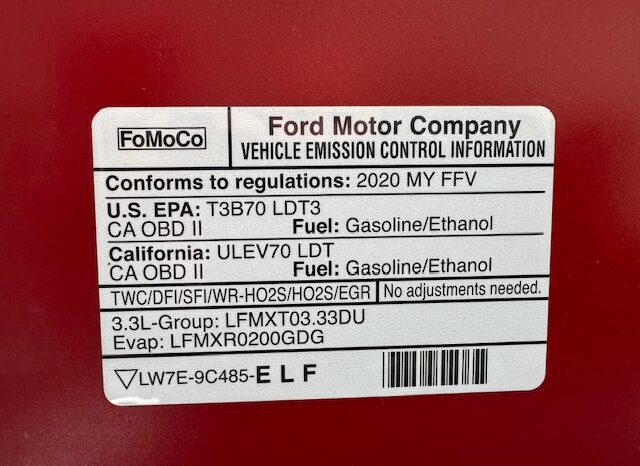 FoMoCo
Ford Motor Company
VEHICLE EMISSION CONTROL INFORMATION
Conforms to regulations: 2020 MY FFV
U.S. EPA: T3B70 LDT3
CA OBD II Fuel: Gasoline/Ethanol
California: ULEV70 LDT
CA OBD II Fuel: Gasoline/Ethanol
TWC/DFI/SFI/WR-HO2S/HO2S/EGR No adjustments needed.
3.3L-Group: LFMXT03.33DU
Evap: LFMXR0200GDG
LW7E-9C485-E L F